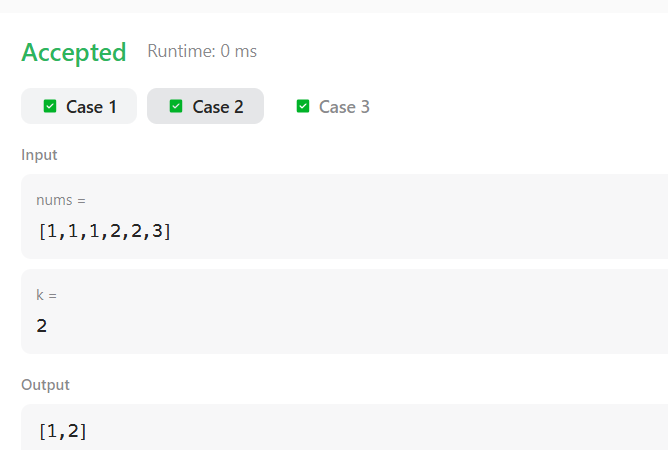 Accepted Runtime: 0 ms
Case 1 Case 2 Case 3
Input
nums =
[1,1,1,2,2,3]
k =
2
Output
[1,2]